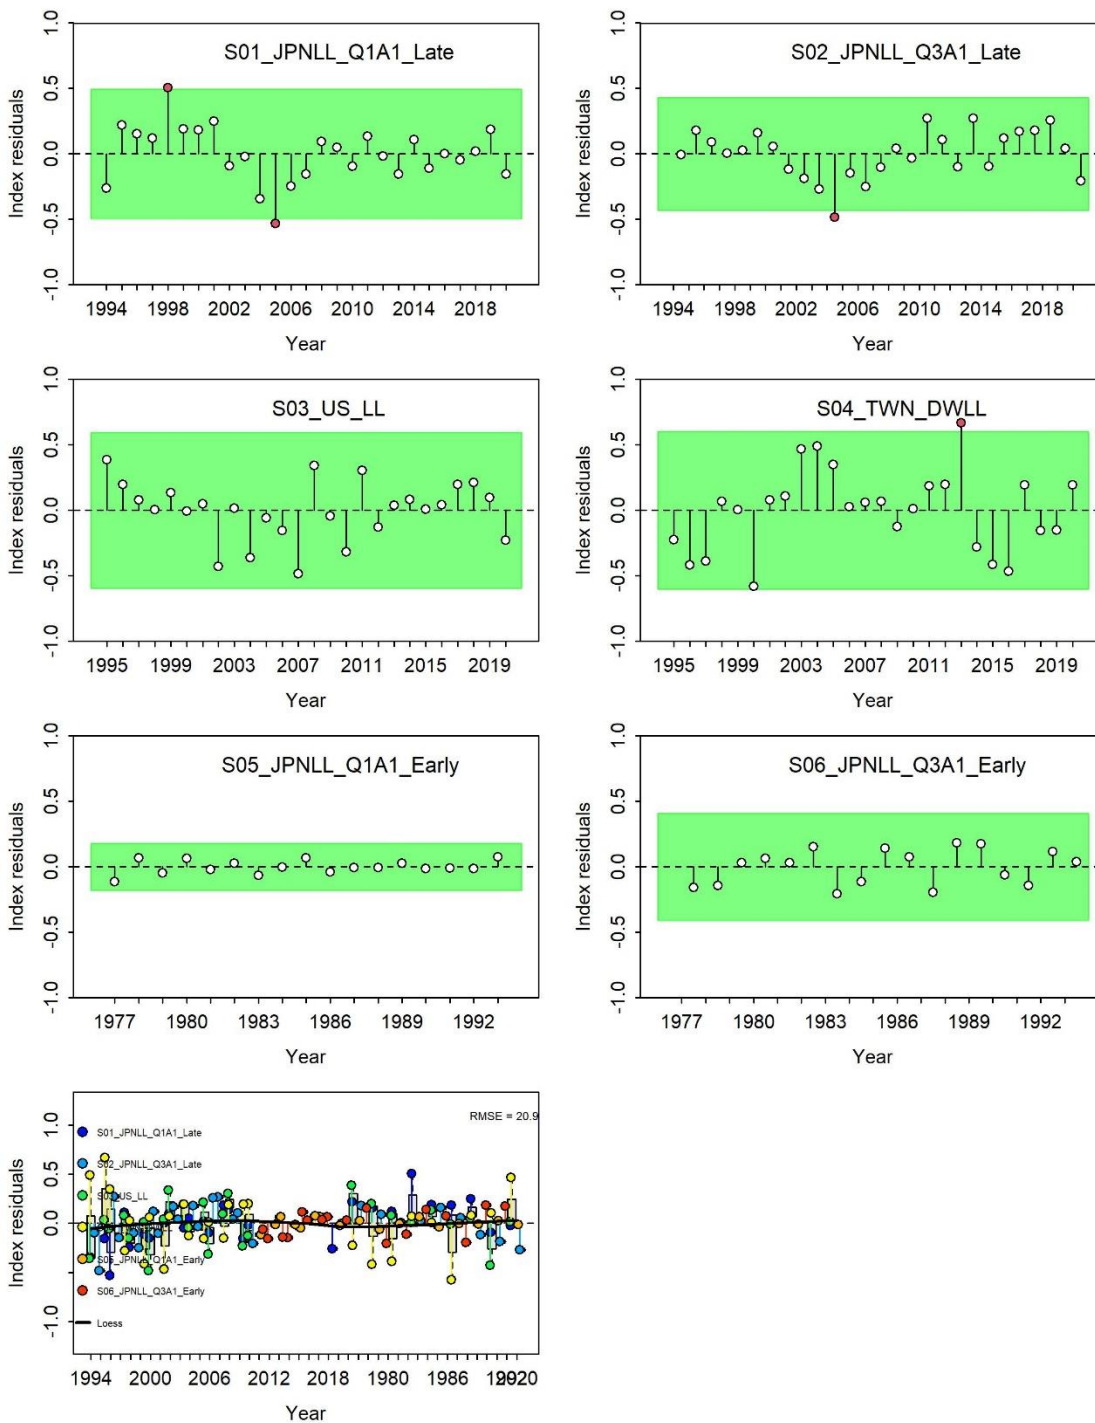 S01_JPNLL_Q1A1_Late
Index residuals
1.0
0.5
0.0
-0.5
-1.0
1994 1998 2002 2006 2010 2014 2018
Year
S02_JPNLL_Q3A1_Late
Index residuals
1.0
0.5
0.0
-0.5
-1.0
1994 1998 2002 2006 2010 2014 2018
Year
S03_US_LL
Index residuals
1.0
0.5
0.0
-0.5
-1.0
1995 1999 2003 2007 2011 2015 2019
Year
S04_TWN_DWLL
Index residuals
1.0
0.5
0.0
-0.5
-1.0
1995 1999 2003 2007 2011 2015 2019
Year
S05_JPNLL_Q1A1_Early
Index residuals
1.0
0.5
0.0
-0.5
-1.0
1977 1980 1983 1986 1989 1992
Year
S06_JPNLL_Q3A1_Early
Index residuals
1.0
0.5
0.0
-0.5
-1.0
1977 1980 1983 1986 1989 1992
Year
RMSE = 20.9
Index residuals
1.0
0.5
0.0
-1.0
S01_JPNLL_Q1A1_Late
S02_JPNLL_Q3A1_Late
S03_US_LL
S05_JPNLL_Q1A1_Early
S06_JPNLL_Q3A1_Early
Loess
1994 2000 2006 2012 2018 1980 1986 2020
Year